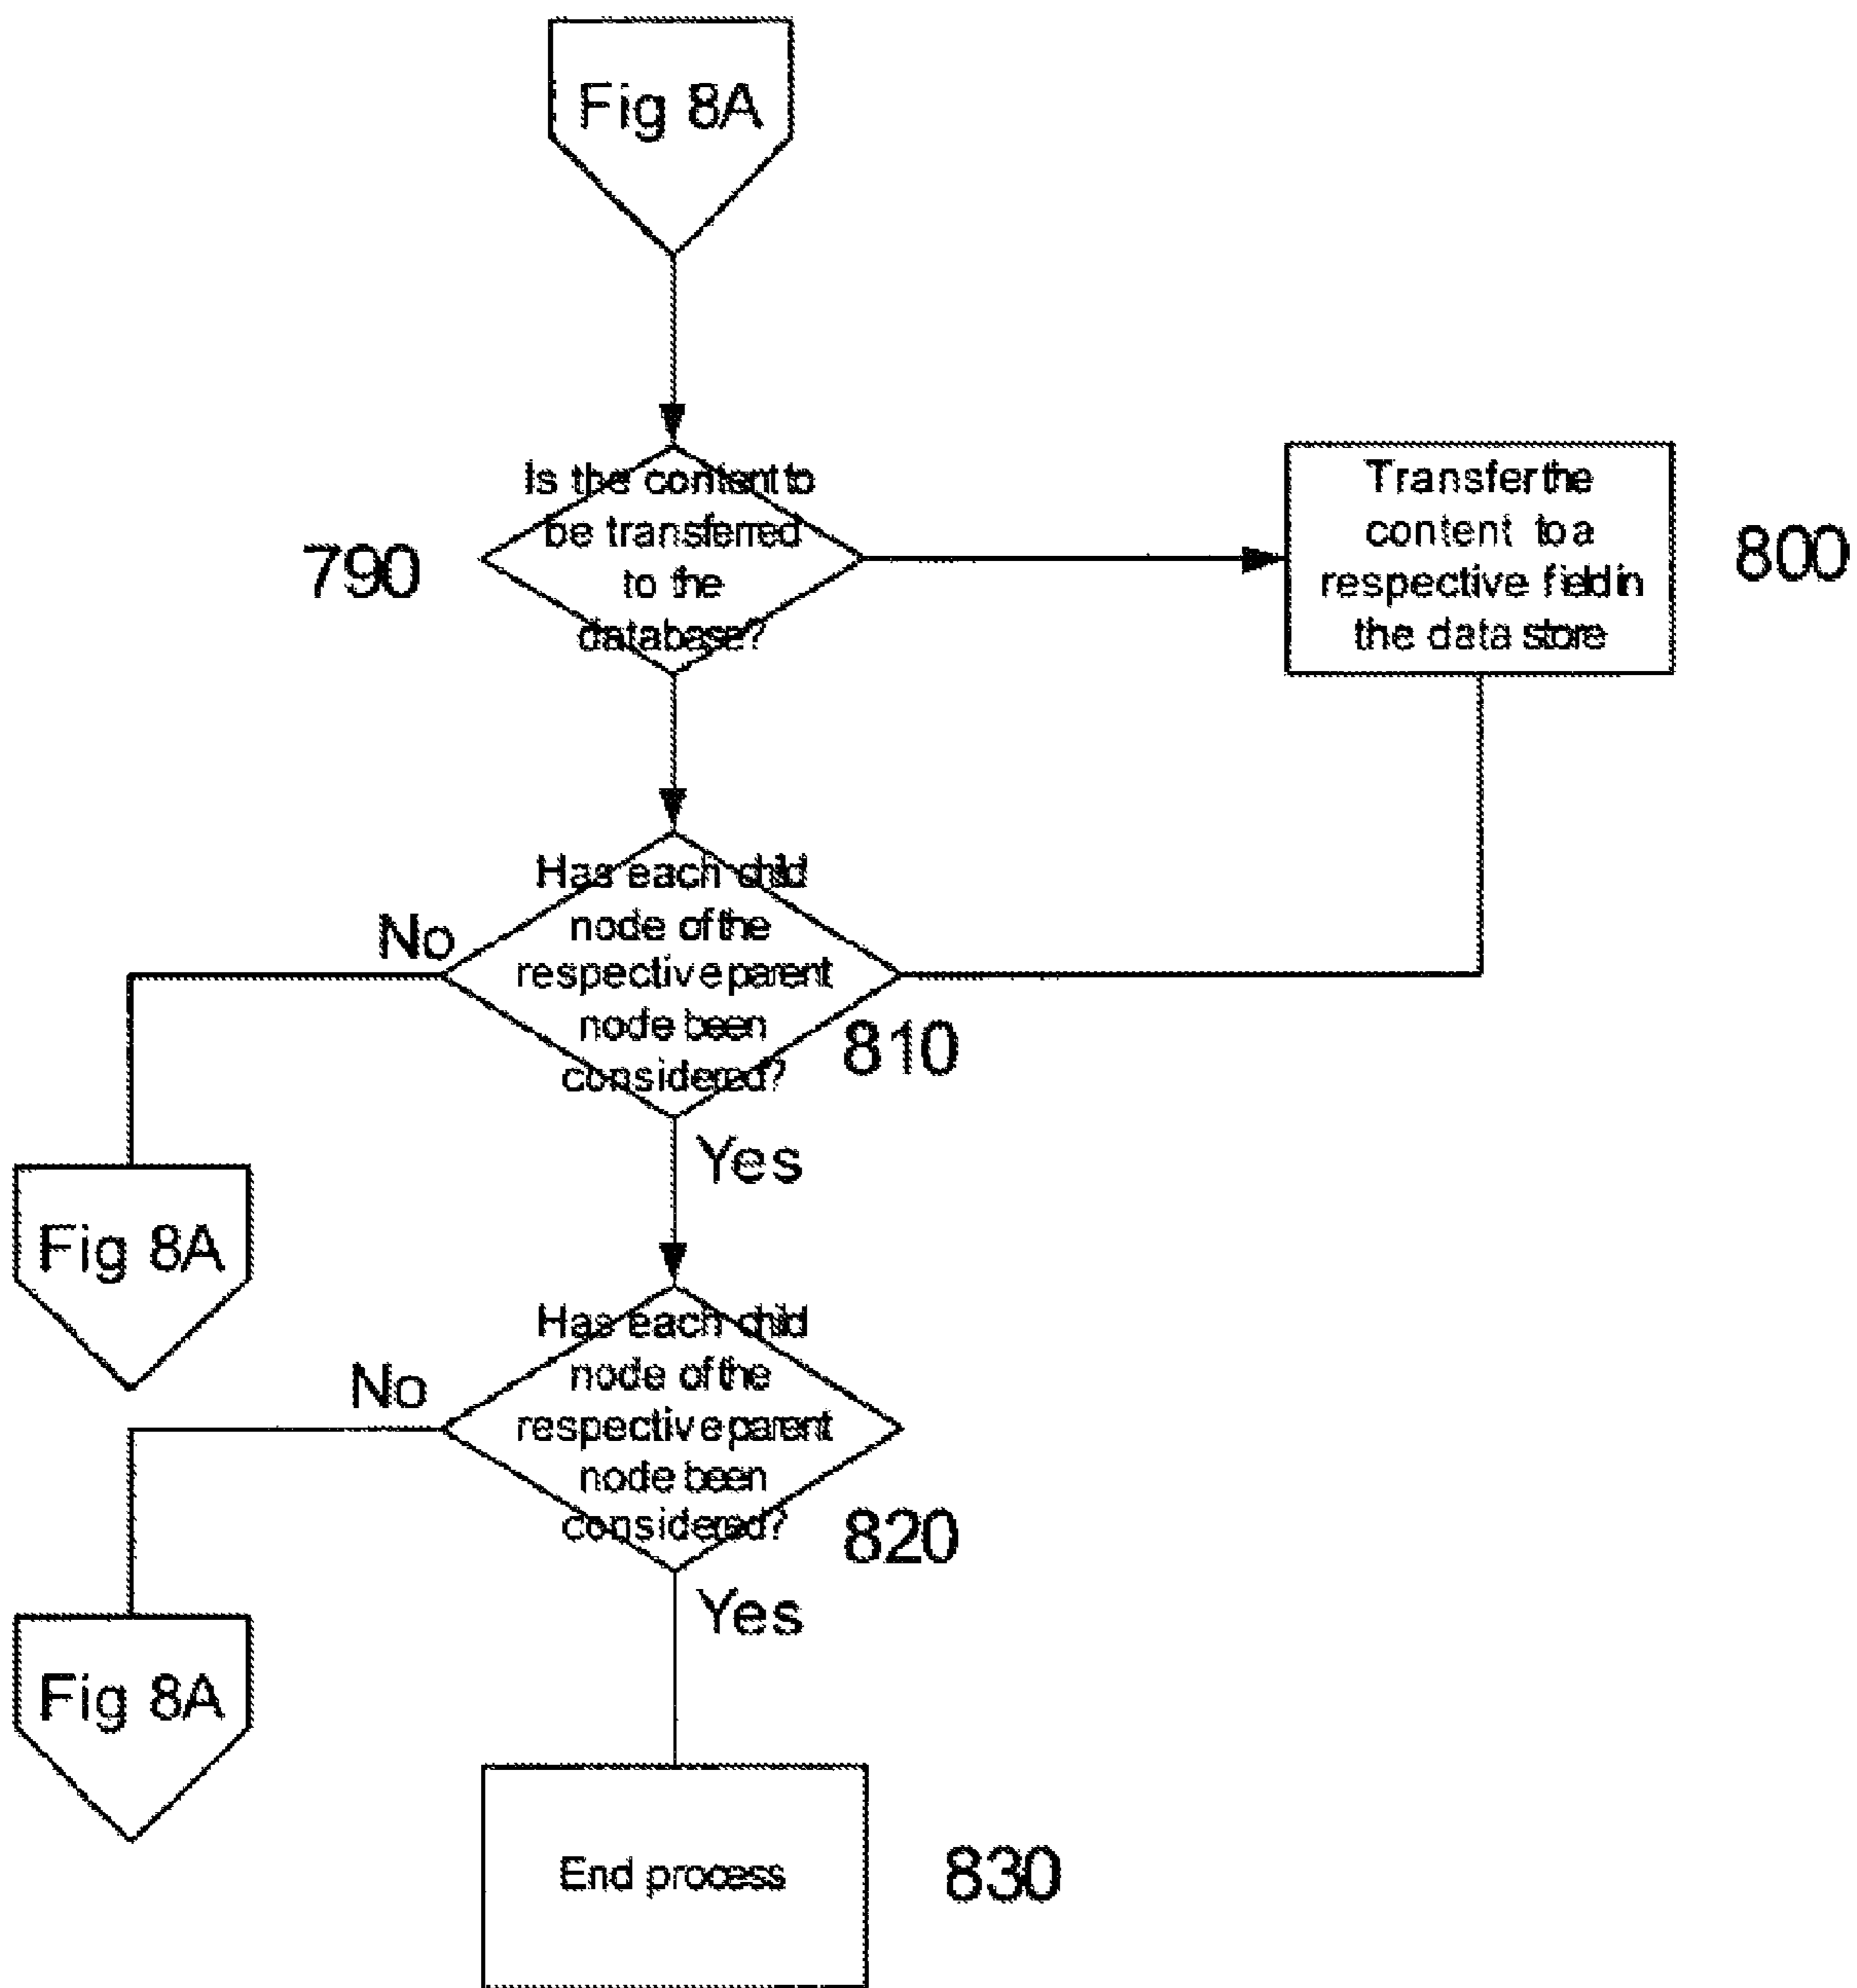 Fig 8A
Is the content to
be transferred
to the
database?
790
Transfer the
content to a
respective field in
the data store
800
Has each child
node of the
respective parent
node been
considered?
No
810
Yes
Fig 8A
Has each child
node of the
respective parent
node been
considered?
No
820
Yes
Fig 8A
End process
830